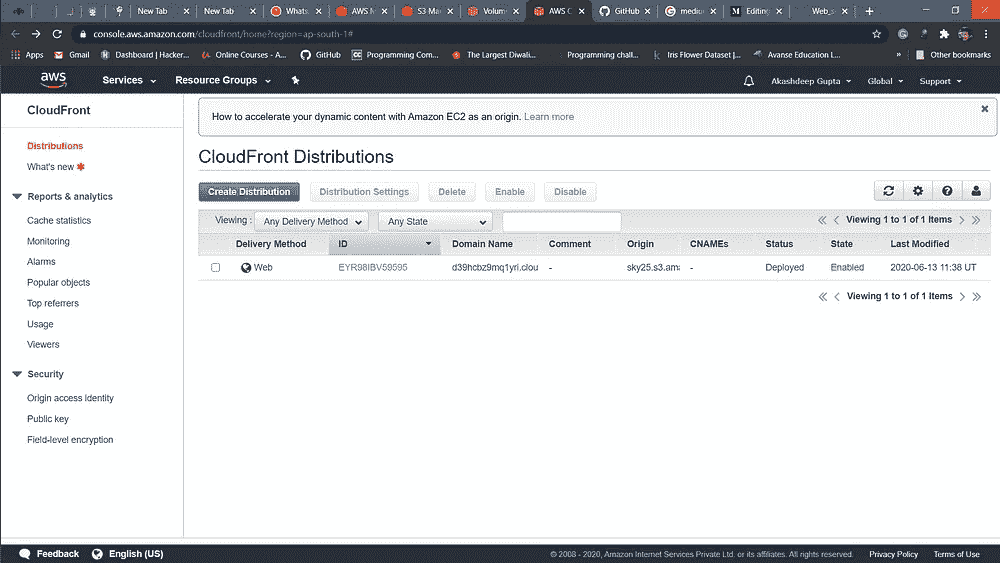 New Tab New Tab Whats AWS M S3 Ma Volum AWS C GitHub mediu Editing Web_s
console.aws.amazon.com/cloudfront/home?region=ap-south-1#
Apps Gmail Dashboard | Hacker... Online Courses - A... GitHub Programming Com... The Largest Diwali... Programming chall... Iris Flower Dataset |... Avanse Education L... » Other bookmarks
aws Services Resource Groups Akashdeep Gupta Global Support
CloudFront
Distributions
What's new
Reports & analytics
Cache statistics
Monitoring
Alarms
Popular objects
Top referrers
Usage
Viewers
Security
Origin access identity
Public key
Field-level encryption
How to accelerate your dynamic content with Amazon EC2 as an origin. Learn more
CloudFront Distributions
Create Distribution Distribution Settings Delete Enable Disable
Viewing : Any Delivery Method Any State Viewing 1 to 1 of 1 Items
Delivery Method ID Domain Name Comment Origin CNAMEs Status State Last Modified
Web EYR98IBV59595 d39hcbz9mq1yri.clou - sky25.s3.ama - Deployed Enabled 2020-06-13 11:38 UT
Viewing 1 to 1 of 1 Items
Feedback English (US) © 2008 - 2020, Amazon Internet Services Private Ltd. or its affiliates. All rights reserved. Privacy Policy Terms of Use